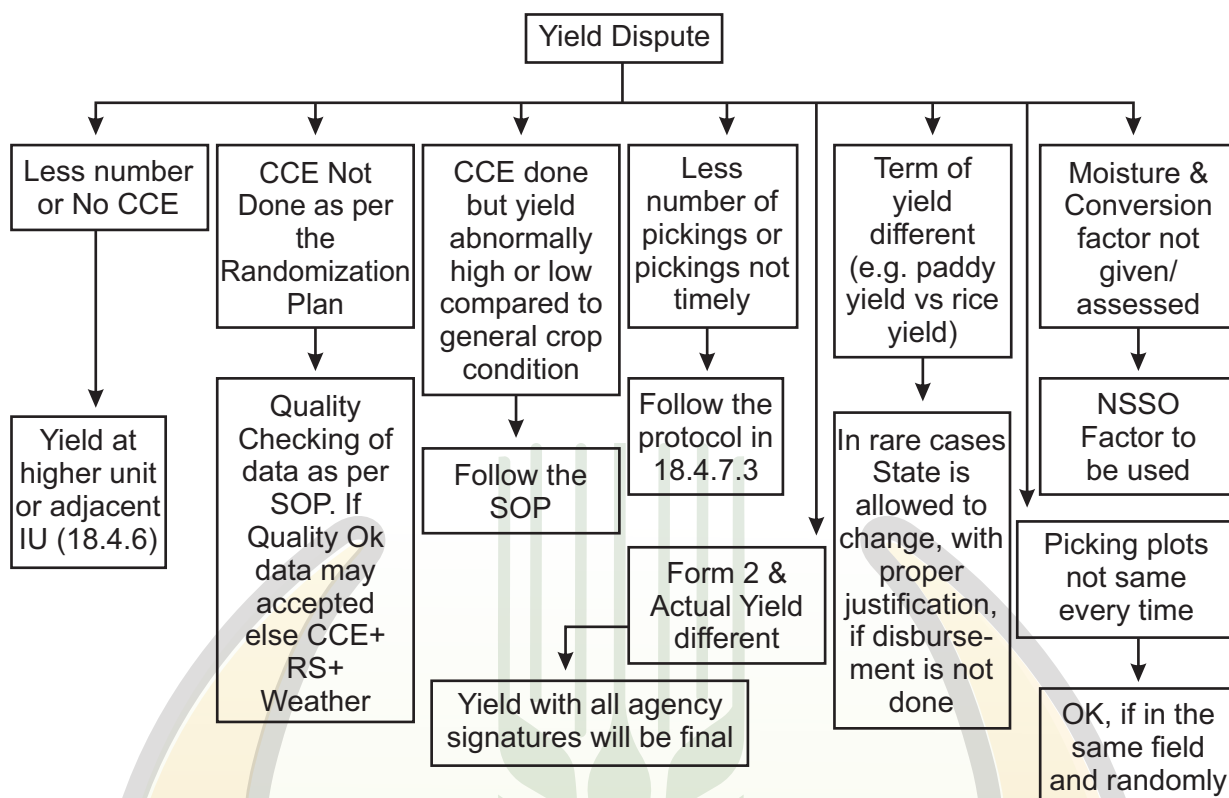 Yield Dispute
Less number
or No CCE
Yield at
higher unit
or adjacent
IU (18.4.6)
CCE Not
Done as per
the
Randomization
Plan
Quality
Checking of
data as per
SOP. If
Quality Ok
data may
accepted
else CCE+
RS+
Weather
CCE done
but yield
abnormally
high or low
compared to
general crop
condition
Follow the
SOP
Less
number of
pickings or
pickings not
timely
Follow the
protocol in
18.4.7.3
Form 2 &
Actual Yield
different
Yield with all agency
signatures will be final
Term of
yield
different
(e.g. paddy
yield vs rice
yield)
In rare cases
State is
allowed to
change, with
proper
justification,
if disburse-
ment is not
done
Moisture &
Conversion
factor not
given/
assessed
NSSO
Factor to
be used
Picking plots
not same
every time
OK, if in the
same field
and randomly